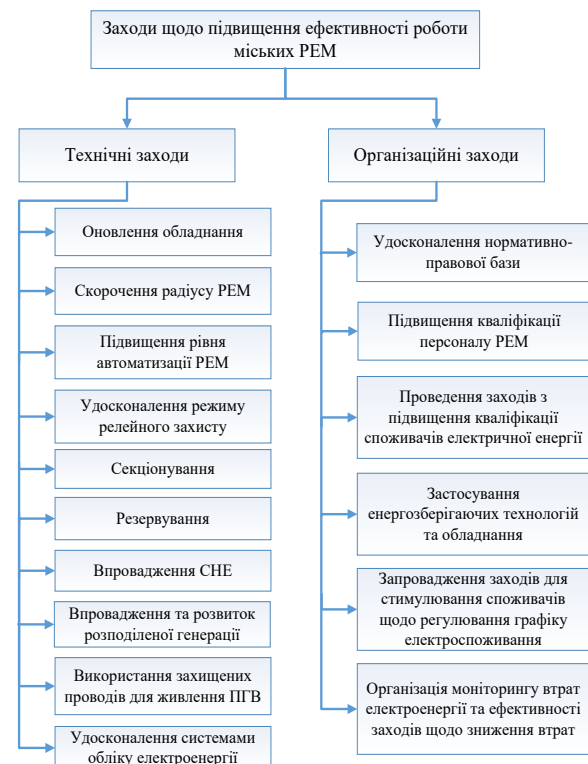 Заходи щодо підвищення ефективності роботи
міських РЕМ
Технічні заходи
Оновлення обладнання
Скорочення радіусу РЕМ
Підвищення рівня
автоматизації РЕМ
Удосконалення режиму
релейного захисту
Секціонування
Резервування
Впровадження СНЕ
Впровадження та розвиток
розподіленої генерації
Використання захищених
проводів для живлення ПГВ
Удосконалення системами
обліку електроенергії
Організаційні заходи
Удосконалення нормативно-
правової бази
Підвищення кваліфікації
персоналу РЕМ
Проведення заходів з
підвищення кваліфікації
споживачів електричної енергії
Застосування
енергозберігаючих технологій
та обладнання
Запровадження заходів для
стимулювання споживачів
щодо регулювання графіку
електроспоживання
Організація моніторингу втрат
електроенергії та ефективності
заходів щодо зниження втрат